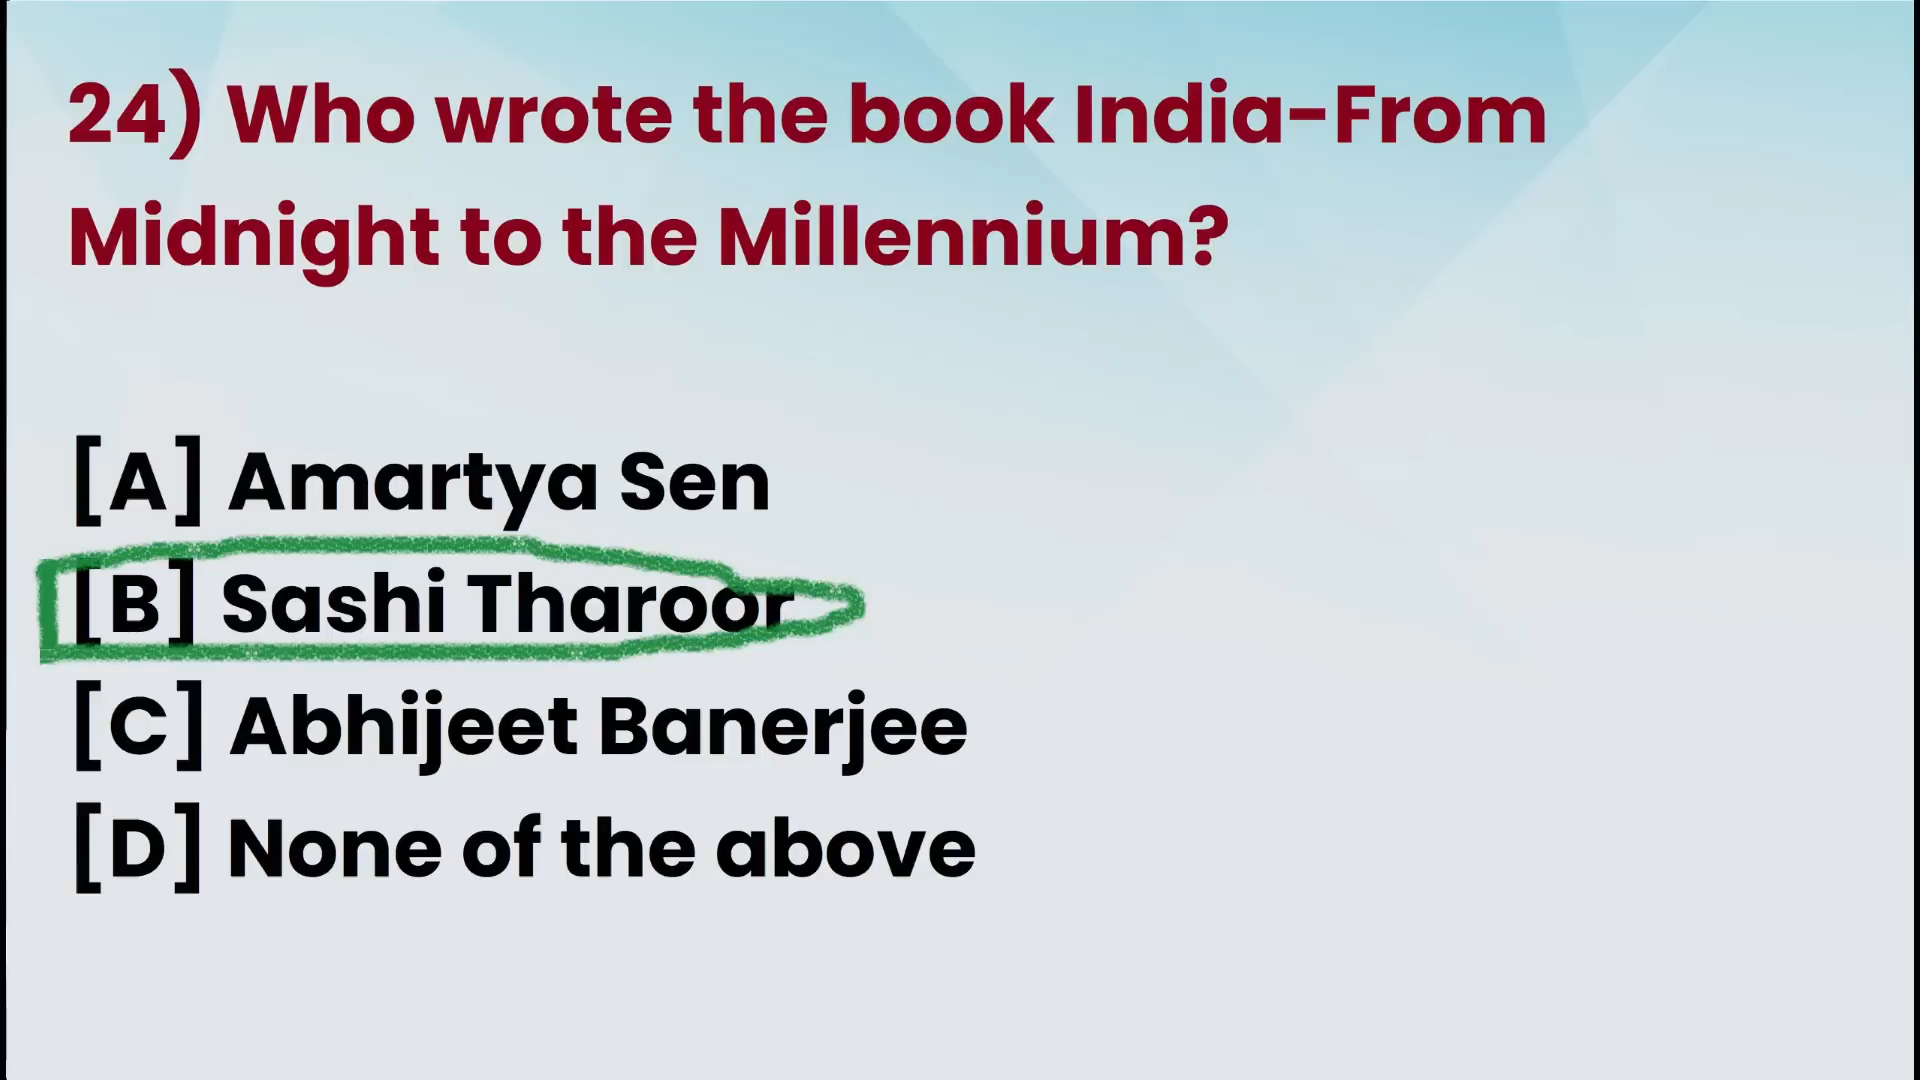 24) Who wrote the book India-From
Midnight to the Millennium?
[A] Amartya Sen
[B] Sashi Tharoor
[C] Abhijeet Banerjee
[D] None of the above